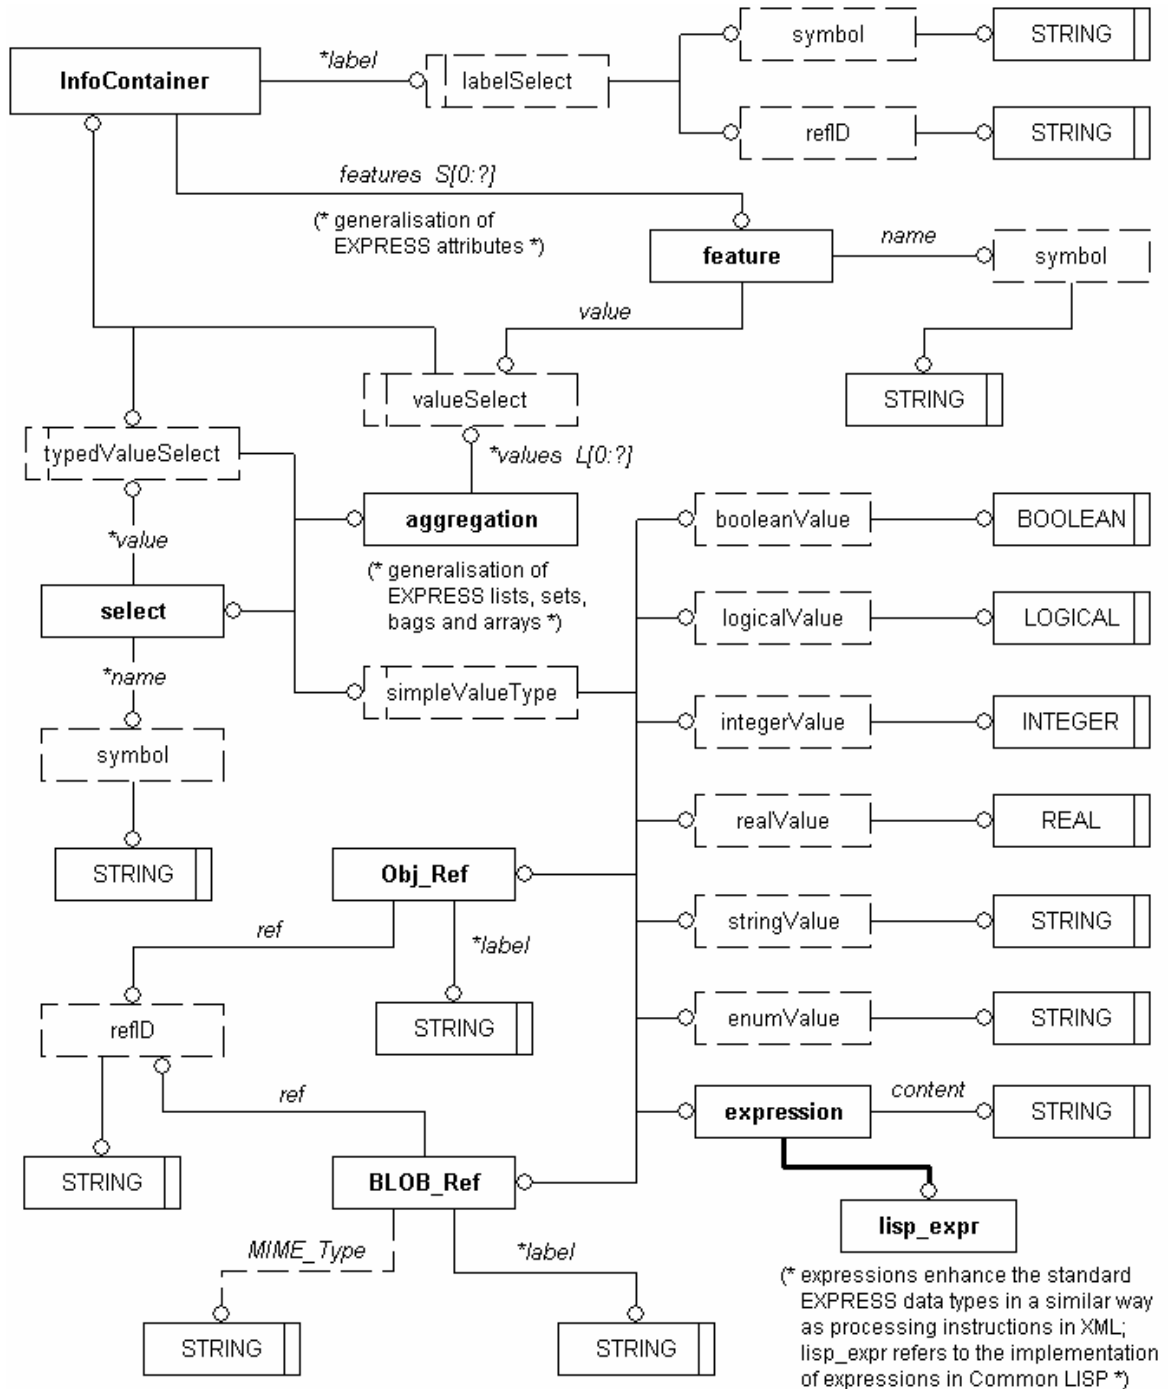 symbol
STRING
*label
InfoContainer
labelSelect
refID
STRING
features S[0:?]
(* generalisation of
EXPRESS attributes *)
name
feature
symbol
value
valueSelect
STRING
typedValueSelect
*values L[0:?]
aggregation
booleanValue
BOOLEAN
*value
(* generalisation of
EXPRESS lists, sets,
bags and arrays *)
select
logicalValue
LOGICAL
*name
simpleValueType
integerValue
INTEGER
symbol
realValue
REAL
STRING
Obj_Ref
stringValue
STRING
ref
*label
refID
STRING
enumValue
STRING
ref
expression
content
STRING
STRING
BLOB_Ref
lisp_expr
MIME_Type
*label
(* expressions enhance the standard
EXPRESS data types in a similar way
as processing instructions in XML;
lisp_expr refers to the implementation
of expressions in Common LISP *)
STRING
STRING